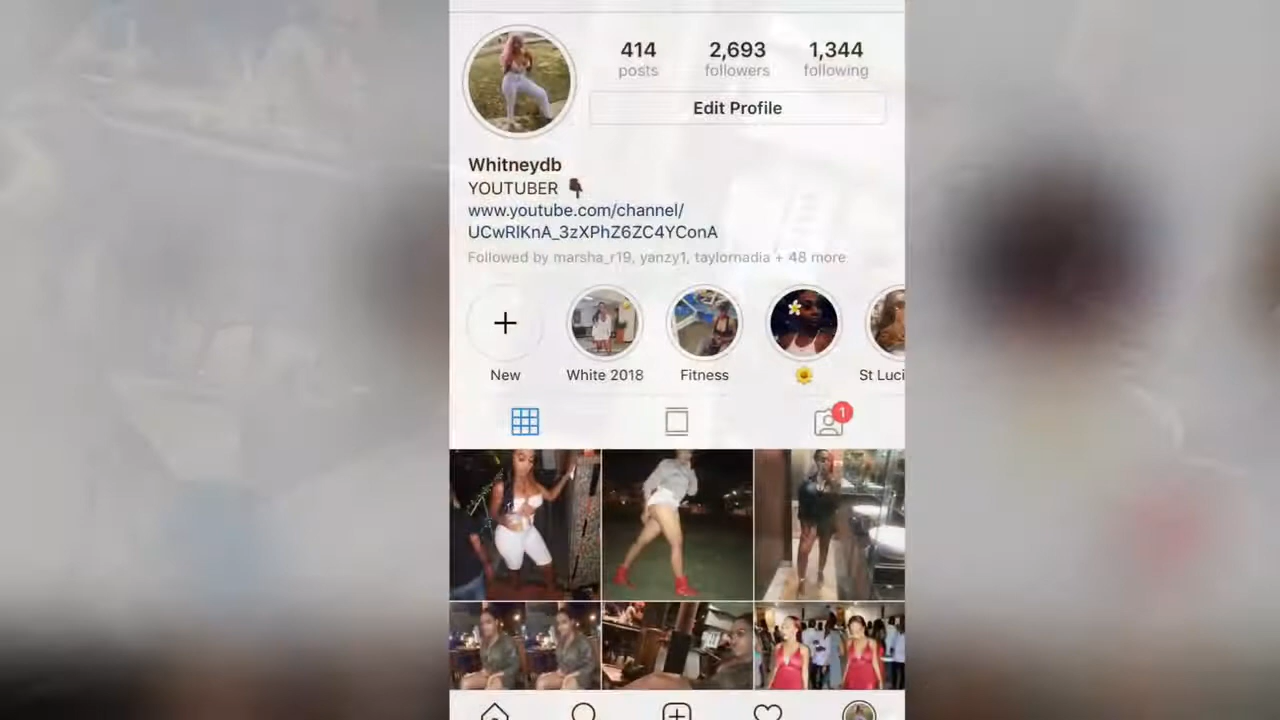 414 2,693 1,344
posts followers following
Edit Profile
Whitneydb
YOUTUBER
www.youtube.com/channel/
UCwRlKnA_3zXPhZ6ZC4YConA
Followed by marsha_r19, yanzy1, taylornadia + 48 more
New White 2018 Fitness St Luci
1